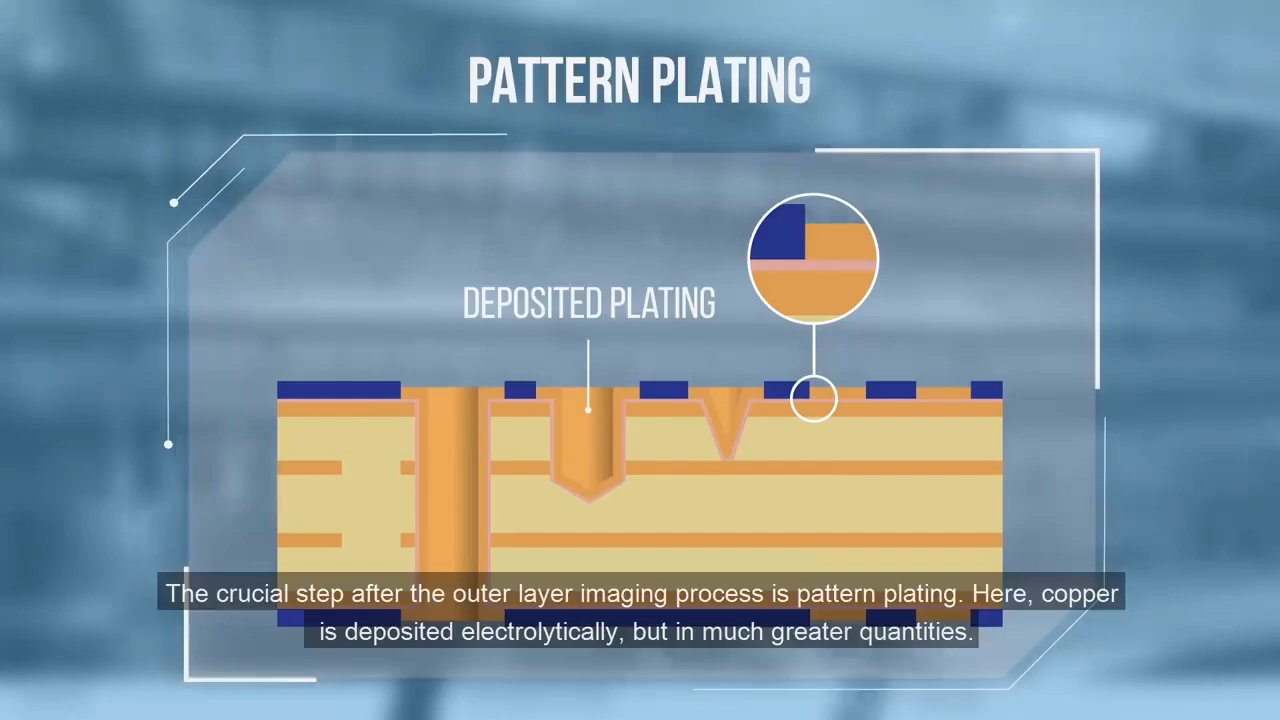 PATTERN PLATING
DEPOSITED PLATING
The crucial step after the outer layer imaging process is pattern plating. Here, copper
is deposited electrolytically, but in much greater quantities.